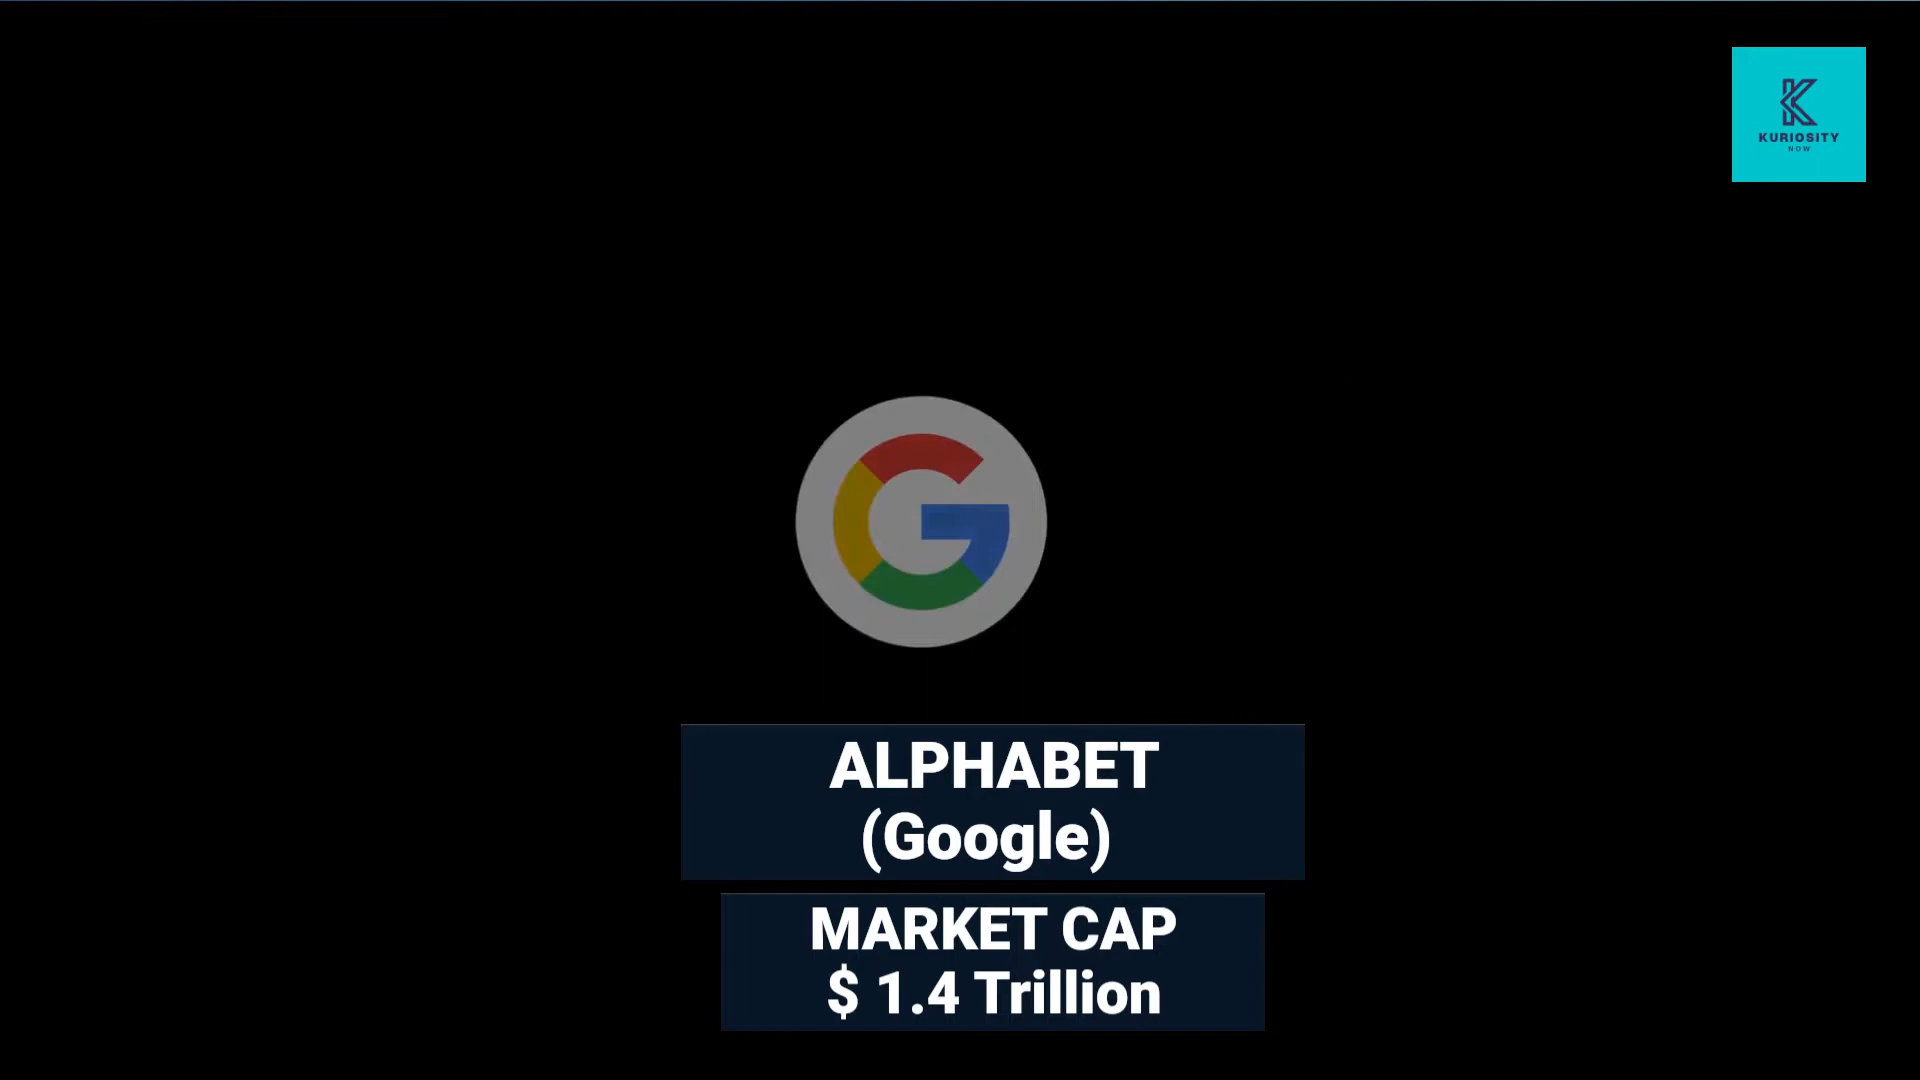 KURIOSITY
NOW
ALPHABET
(Google)
MARKET CAP
$ 1.4 Trillion